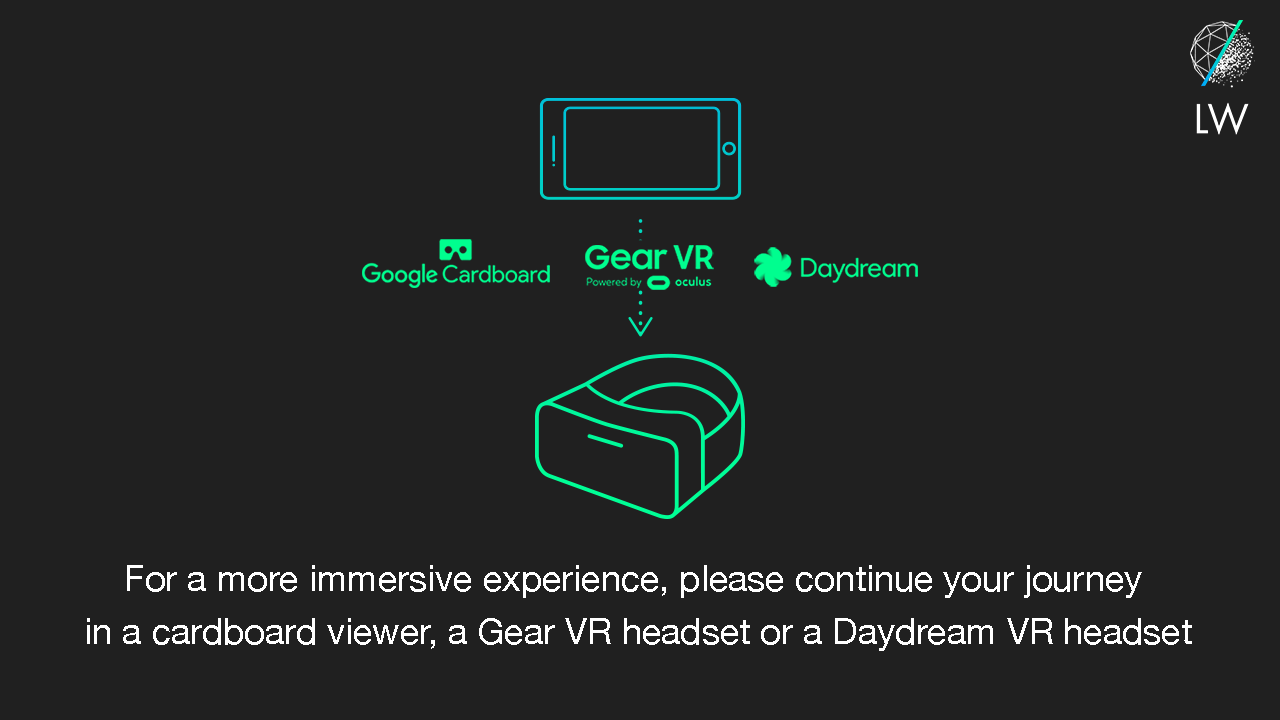 LW
Google Cardboard
Gear VR
Powered by oculus
Daydream
For a more immersive experience, please continue your journey
in a cardboard viewer, a Gear VR headset or a Daydream VR headset